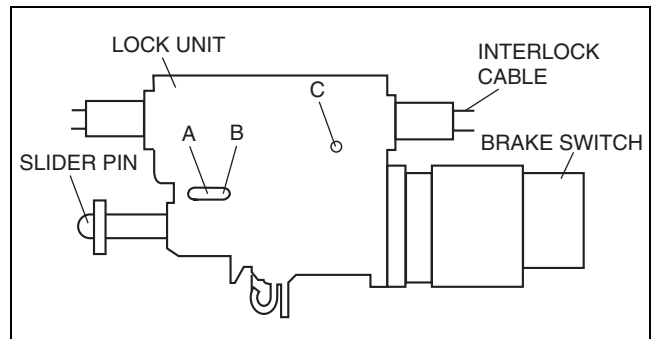 LOCK UNIT
INTERLOCK
CABLE
C
A
B
BRAKE SWITCH
SLIDER PIN